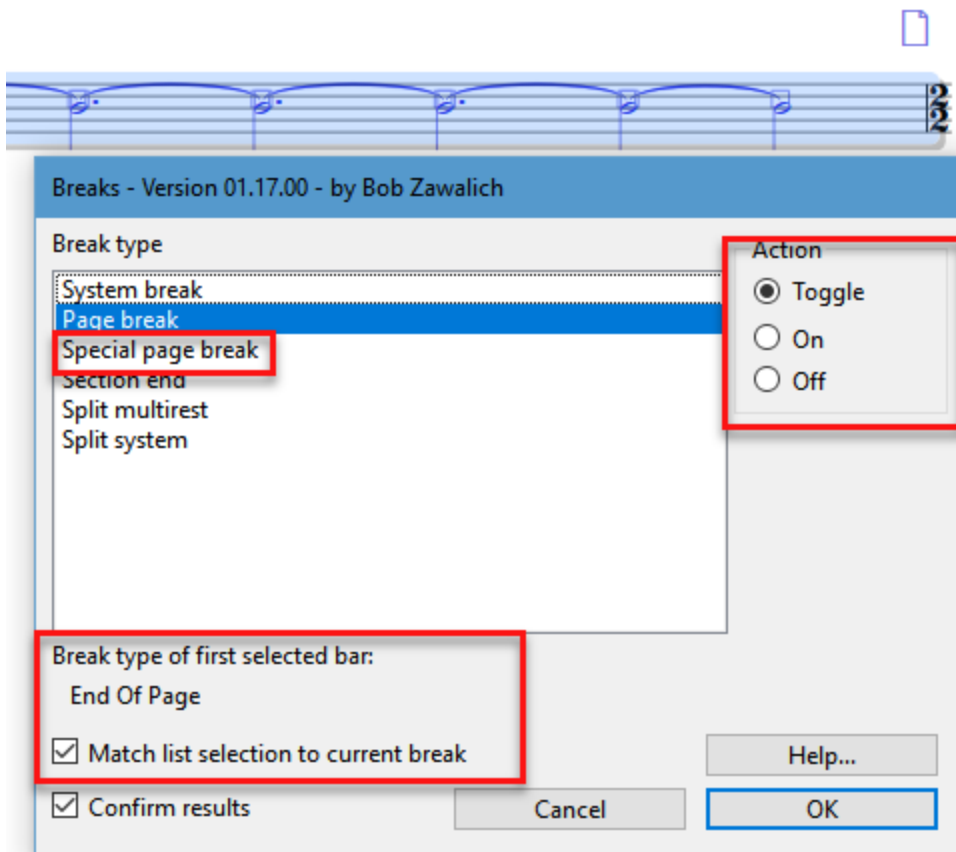 2
2
Breaks - Version 01.17.00 - by Bob Zawalich
Break type
Action
System break
Page break
Special page break
Section end
Split multirest
Split system
Toggle
On
Off
Break type of first selected bar:
End Of Page
Match list selection to current break
Help...
Confirm results
Cancel
OK